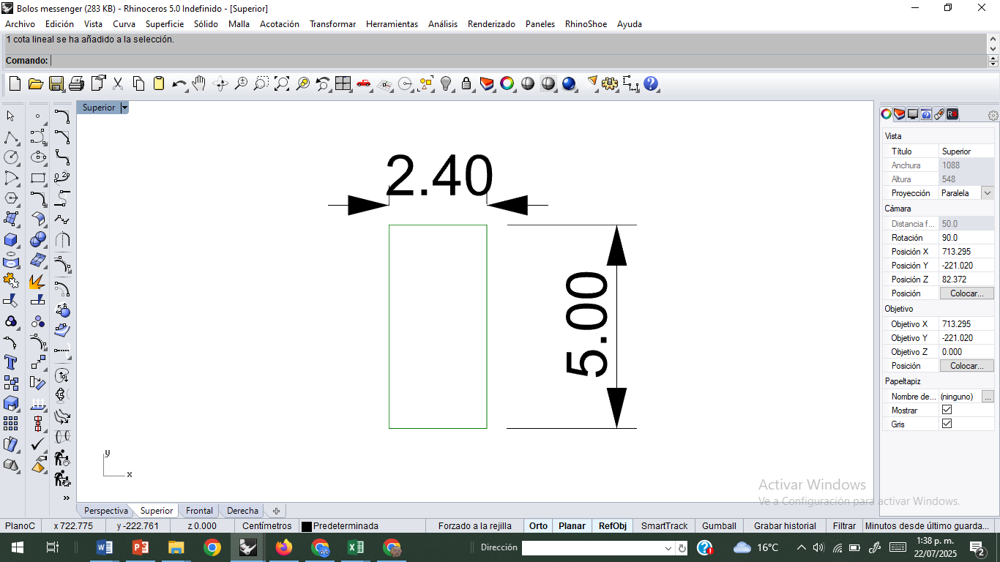 Bolos messenger (283 KB) - Rhinoceros 5.0 Indefinido - [Superior]
Archivo Edición Vista Curva Superficie Sólido Malla Acotación Transformar Herramientas Análisis Renderizado Paneles RhinoShoe Ayuda
1 cota lineal se ha añadido a la selección.
Comando:
Superior
2.40
5.00
y
x
Vista
Título Superior
Anchura 1088
Altura 548
Proyección Paralela
Cámara
Distancia f... 50.0
Rotación 90.0
Posición X 713.295
Posición Y -221.020
Posición Z 82.372
Posición Colocar...
Objetivo
Objetivo X 713.295
Objetivo Y -221.020
Objetivo Z 0.000
Posición Colocar...
Papeltapiz
Nombre de... (ninguno) ...
Mostrar
Gris
Activar Windows
Ve a Configuración para activar Windows.
Perspectiva Superior Frontal Derecha
PlanoC x 722.775 y -222.761 z 0.000 Centímetros Predeterminada Forzado a la rejilla Orto Planar RefObj SmartTrack Gumball Grabar historial Filtrar Minutos desde último guarda...
Dirección 16°C 1:38 p. m.
22/07/2025 2